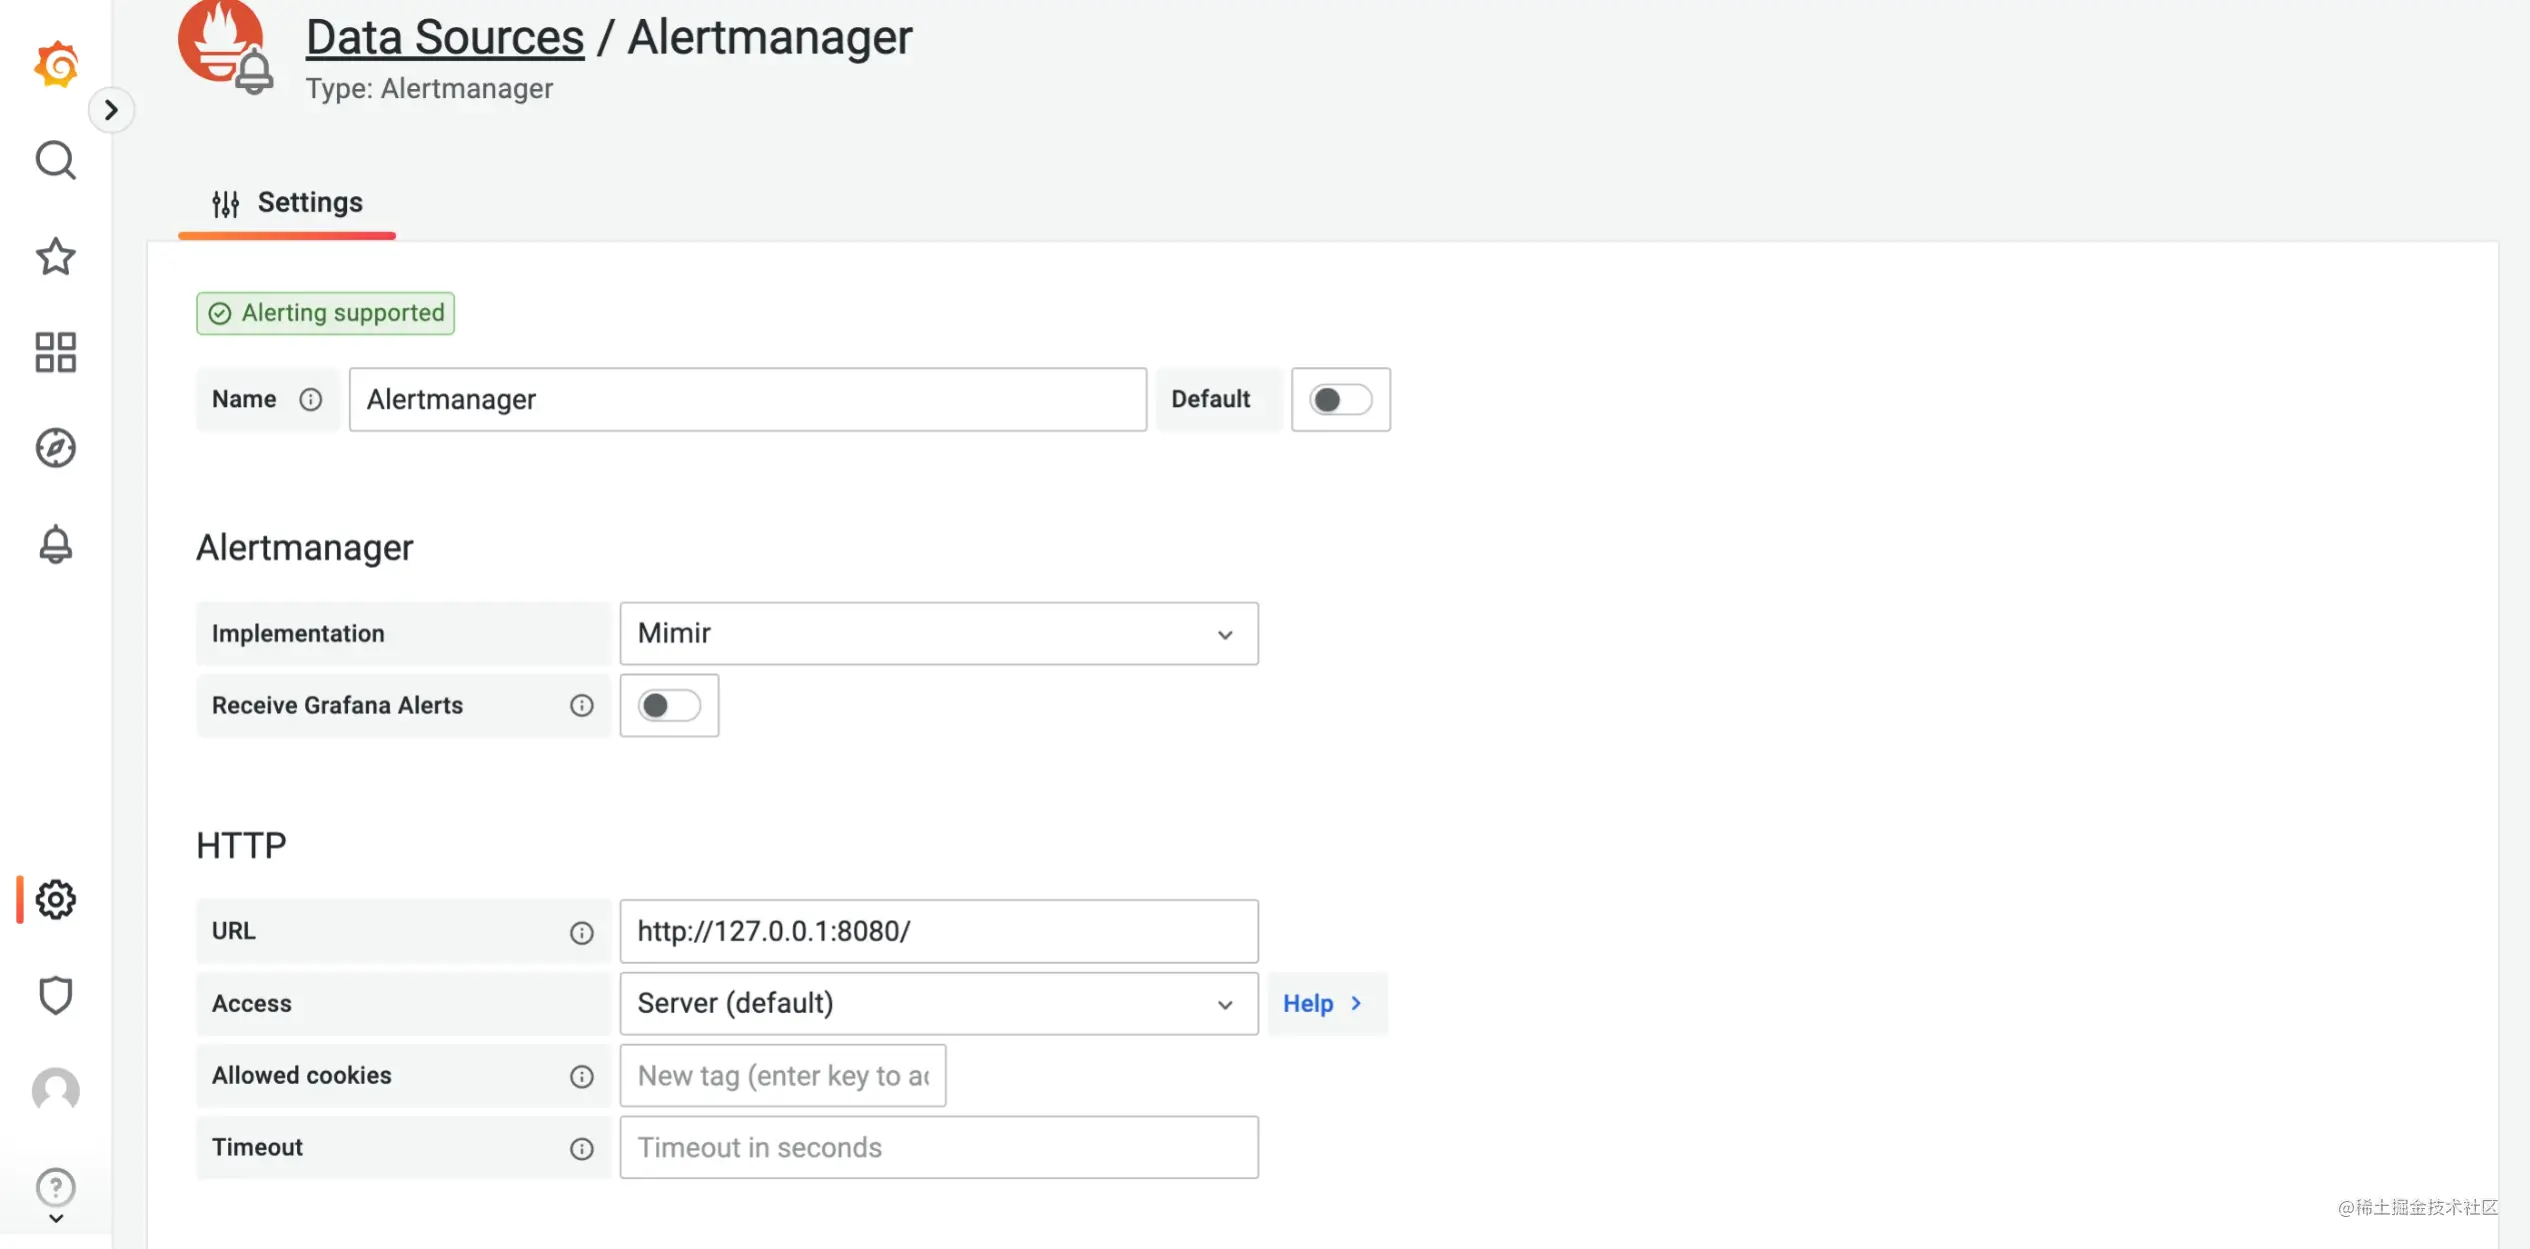 Data Sources / Alertmanager
Type: Alertmanager
Settings
Alerting supported
Name
Alertmanager
Default
Alertmanager
Implementation
Mimir
Receive Grafana Alerts
HTTP
URL
http://127.0.0.1:8080/
Access
Server (default)
Help
Allowed cookies
New tag (enter key to ac
Timeout
Timeout in seconds
@稀土掘金技术社区